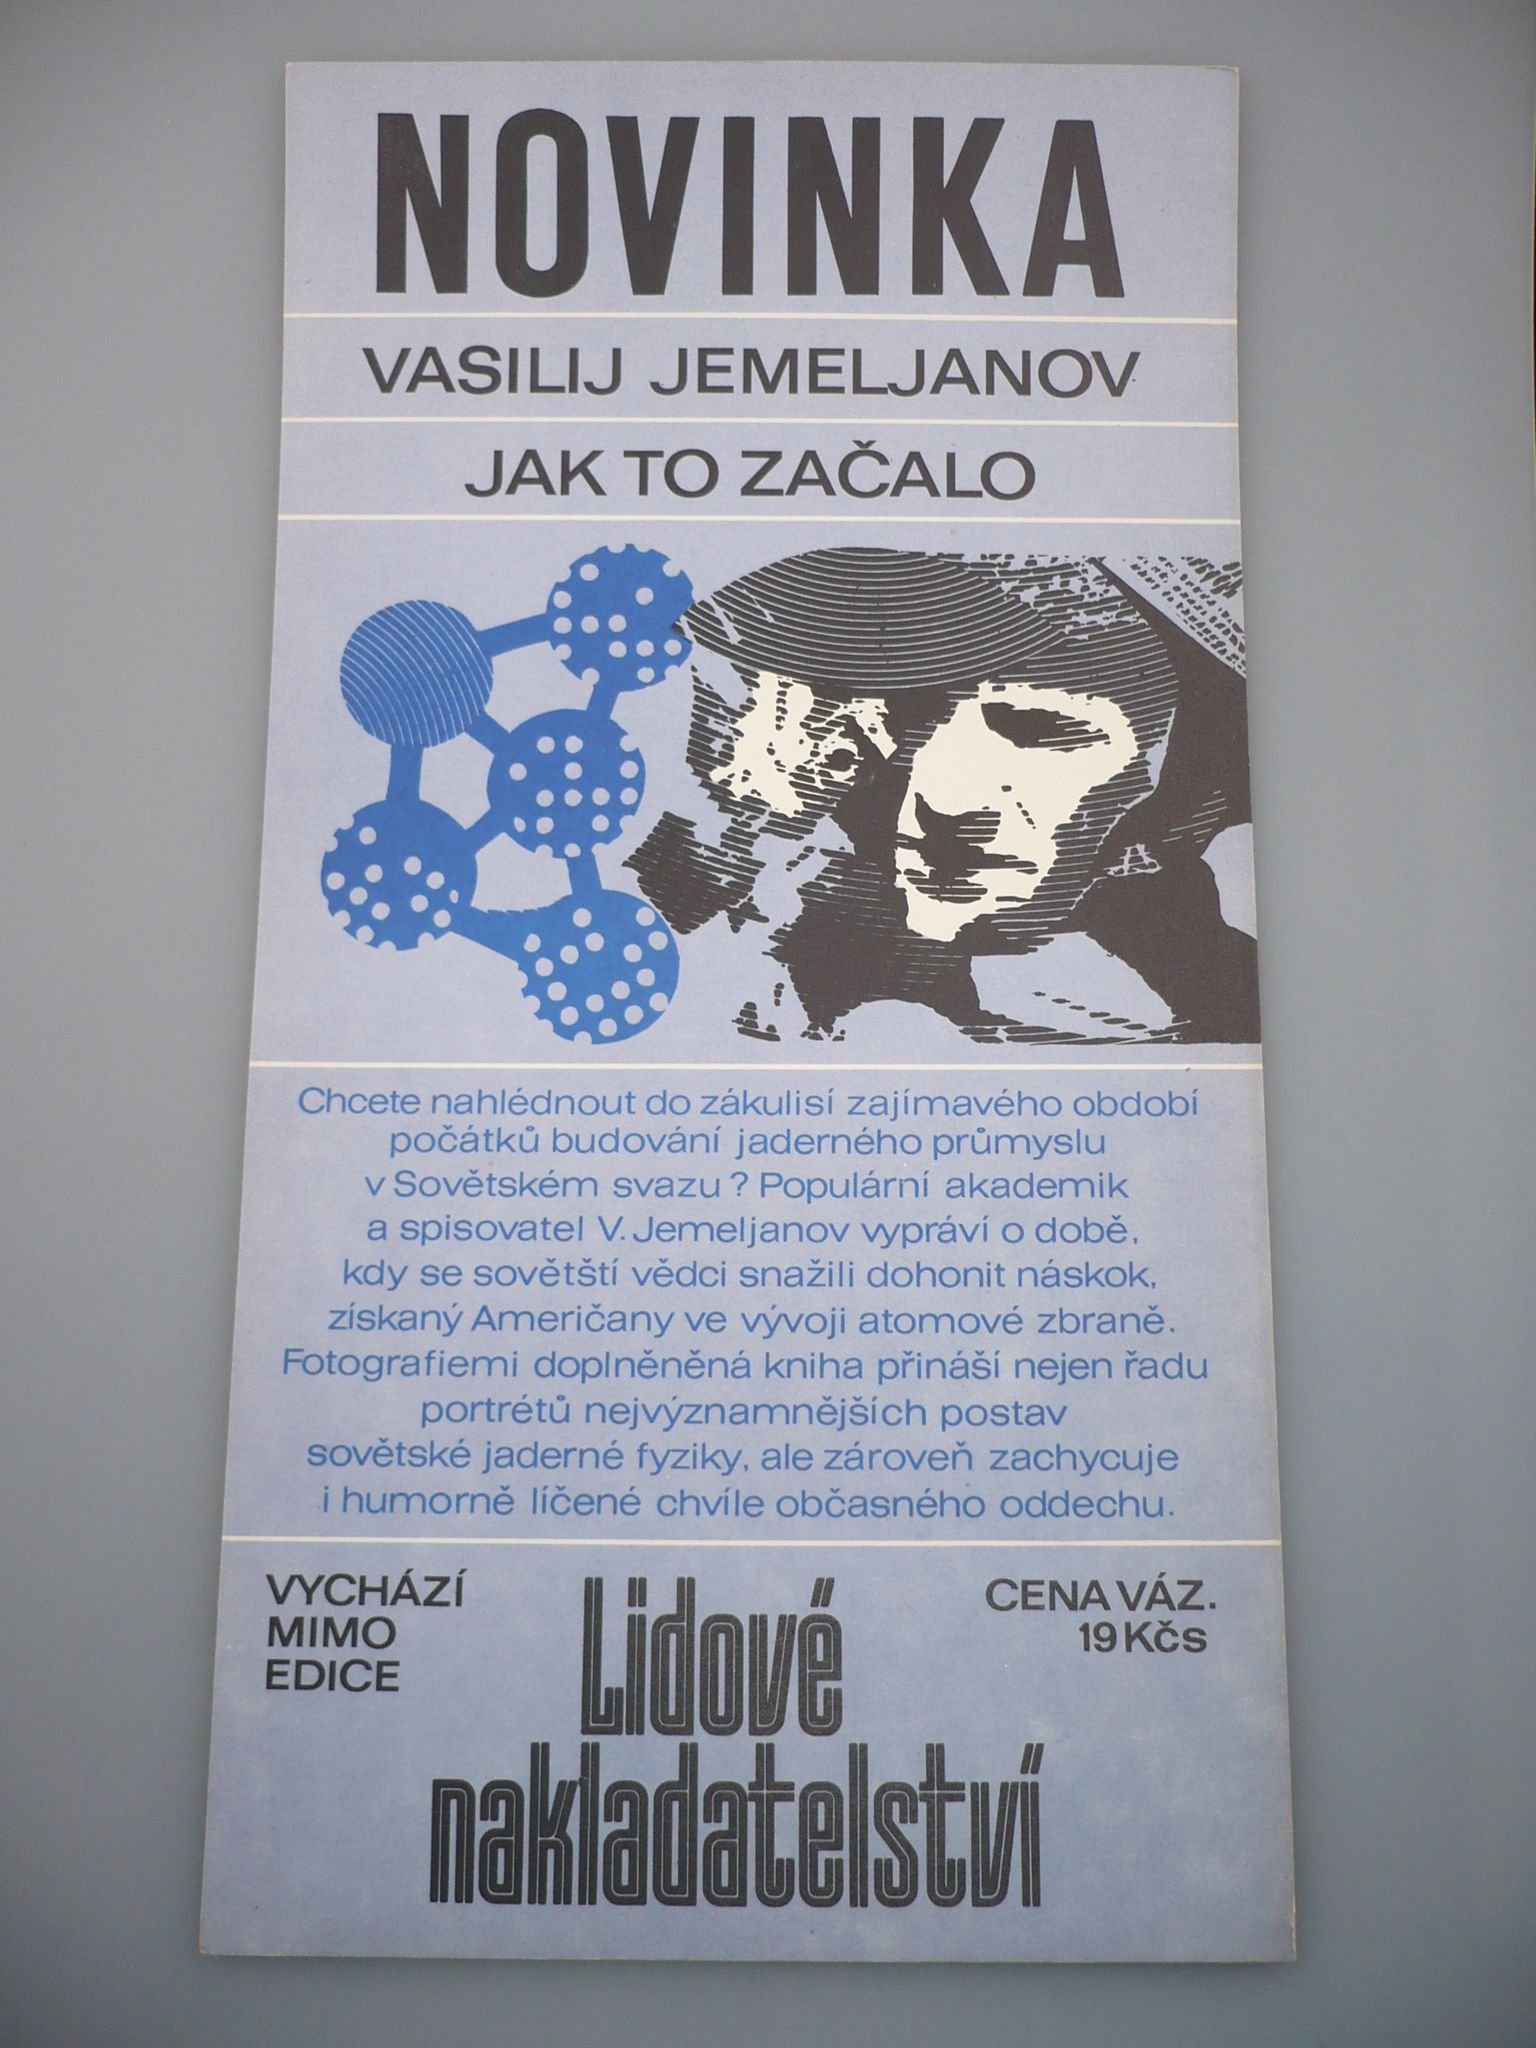 NOVINKA
VASILIJ JEMELJANOV
JAK TO ZAČALO
Chcete nahlédnout do zákulisí zajímavého období
počátků budování jaderného průmyslu
v Sovětském svazu? Populární akademik
a spisovatel V. Jemeljanov vypráví o době,
kdy se sovětští vědci snažili dohonit náskok,
získaný Američany ve vývoji atomové zbraně.
Fotografiemi doplněněná kniha přináší nejen řadu
portrétů nejvýznamnějších postav
sovětské jaderné fyziky, ale zároveň zachycuje
i humorně líčené chvíle občasného oddechu.
VYCHÁZÍ
MIMO
EDICE
Lidové
nakladatelství
CENA VÁZ.
19 Kčs